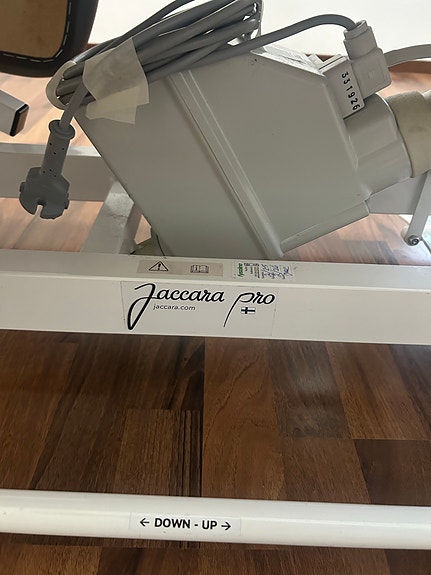 331926
Jaccara Pro
jaccara.com
← DOWN - UP →